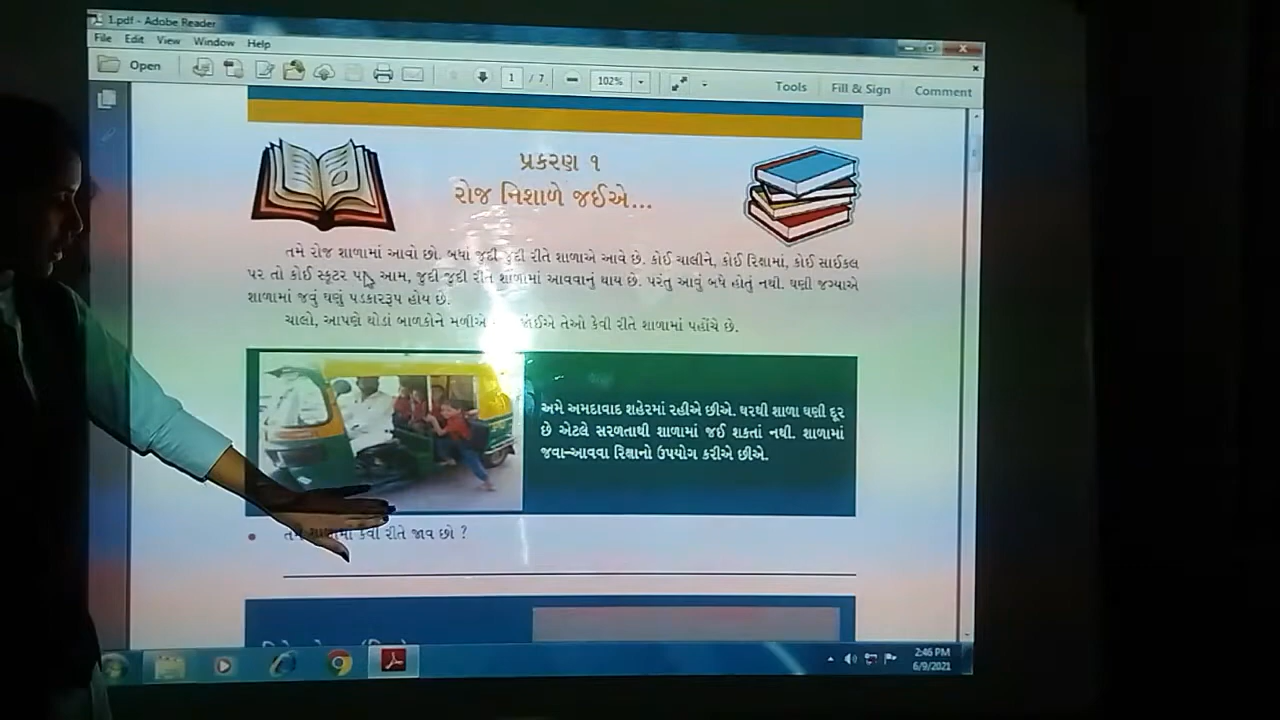 1.pdf - Adobe Reader
File Edit View Window Help
Open 1 / 7 102% Tools Fill & Sign Comment
પ્રકરણ ૧
રોજ નિશાળે જઈએ...
તમે રોજ શાળામાં આવો છો. બધાં જુદી જુદી રીતે શાળાએ આવે છે. કોઈ ચાલીને, કોઈ રિક્ષામાં, કોઈ સાઈકલ
પર તો કોઈ સ્કૂટર પર. આમ, જુદી જુદી રીતે શાળામાં આવવાનું થાય છે. પરંતુ આવું બધે હોતું નથી. ઘણી જગ્યાએ
શાળામાં જવું ઘણું પડકારરૂપ હોય છે.
ચાલો, આપણે થોડાં બાળકોને મળીએ જાણીએ તેઓ કેવી રીતે શાળામાં પહોંચે છે.
અમે અમદાવાદ શહેરમાં રહીએ છીએ. ઘરથી શાળા ઘણી દૂર
છે એટલે સરળતાથી શાળામાં જઈ શકતાં નથી. શાળામાં
જવા-આવવા રિક્ષાનો ઉપયોગ કરીએ છીએ.
તમે શાળામાં કેવી રીતે જાવ છો ?
2:46 PM
6/9/2021